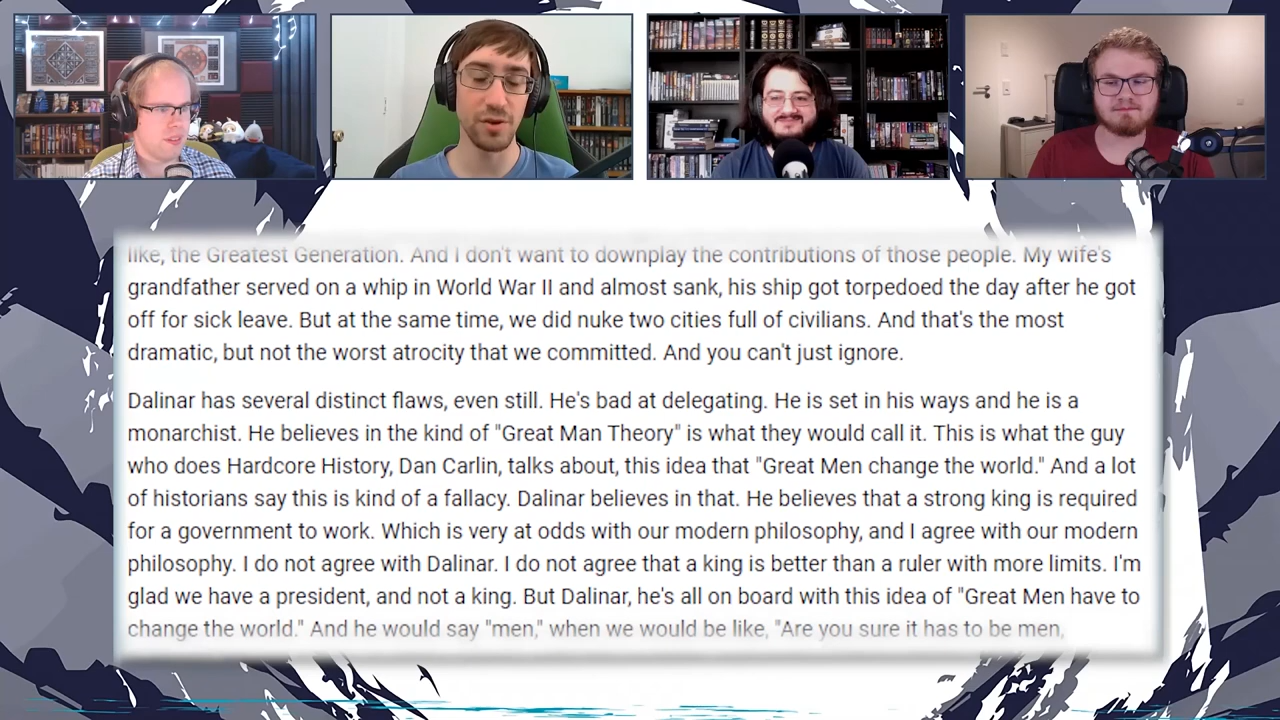 like, the Greatest Generation. And I don't want to downplay the contributions of those people. My wife's
grandfather served on a whip in World War II and almost sank, his ship got torpedoed the day after he got
off for sick leave. But at the same time, we did nuke two cities full of civilians. And that's the most
dramatic, but not the worst atrocity that we committed. And you can't just ignore.
Dalinar has several distinct flaws, even still. He's bad at delegating. He is set in his ways and he is a
monarchist. He believes in the kind of "Great Man Theory" is what they would call it. This is what the guy
who does Hardcore History, Dan Carlin, talks about, this idea that "Great Men change the world." And a lot
of historians say this is kind of a fallacy. Dalinar believes in that. He believes that a strong king is required
for a government to work. Which is very at odds with our modern philosophy, and I agree with our modern
philosophy. I do not agree with Dalinar. I do not agree that a king is better than a ruler with more limits. I'm
glad we have a president, and not a king. But Dalinar, he's all on board with this idea of "Great Men have to
change the world." And he would say "men," when we would be like, "Are you sure it has to be men,